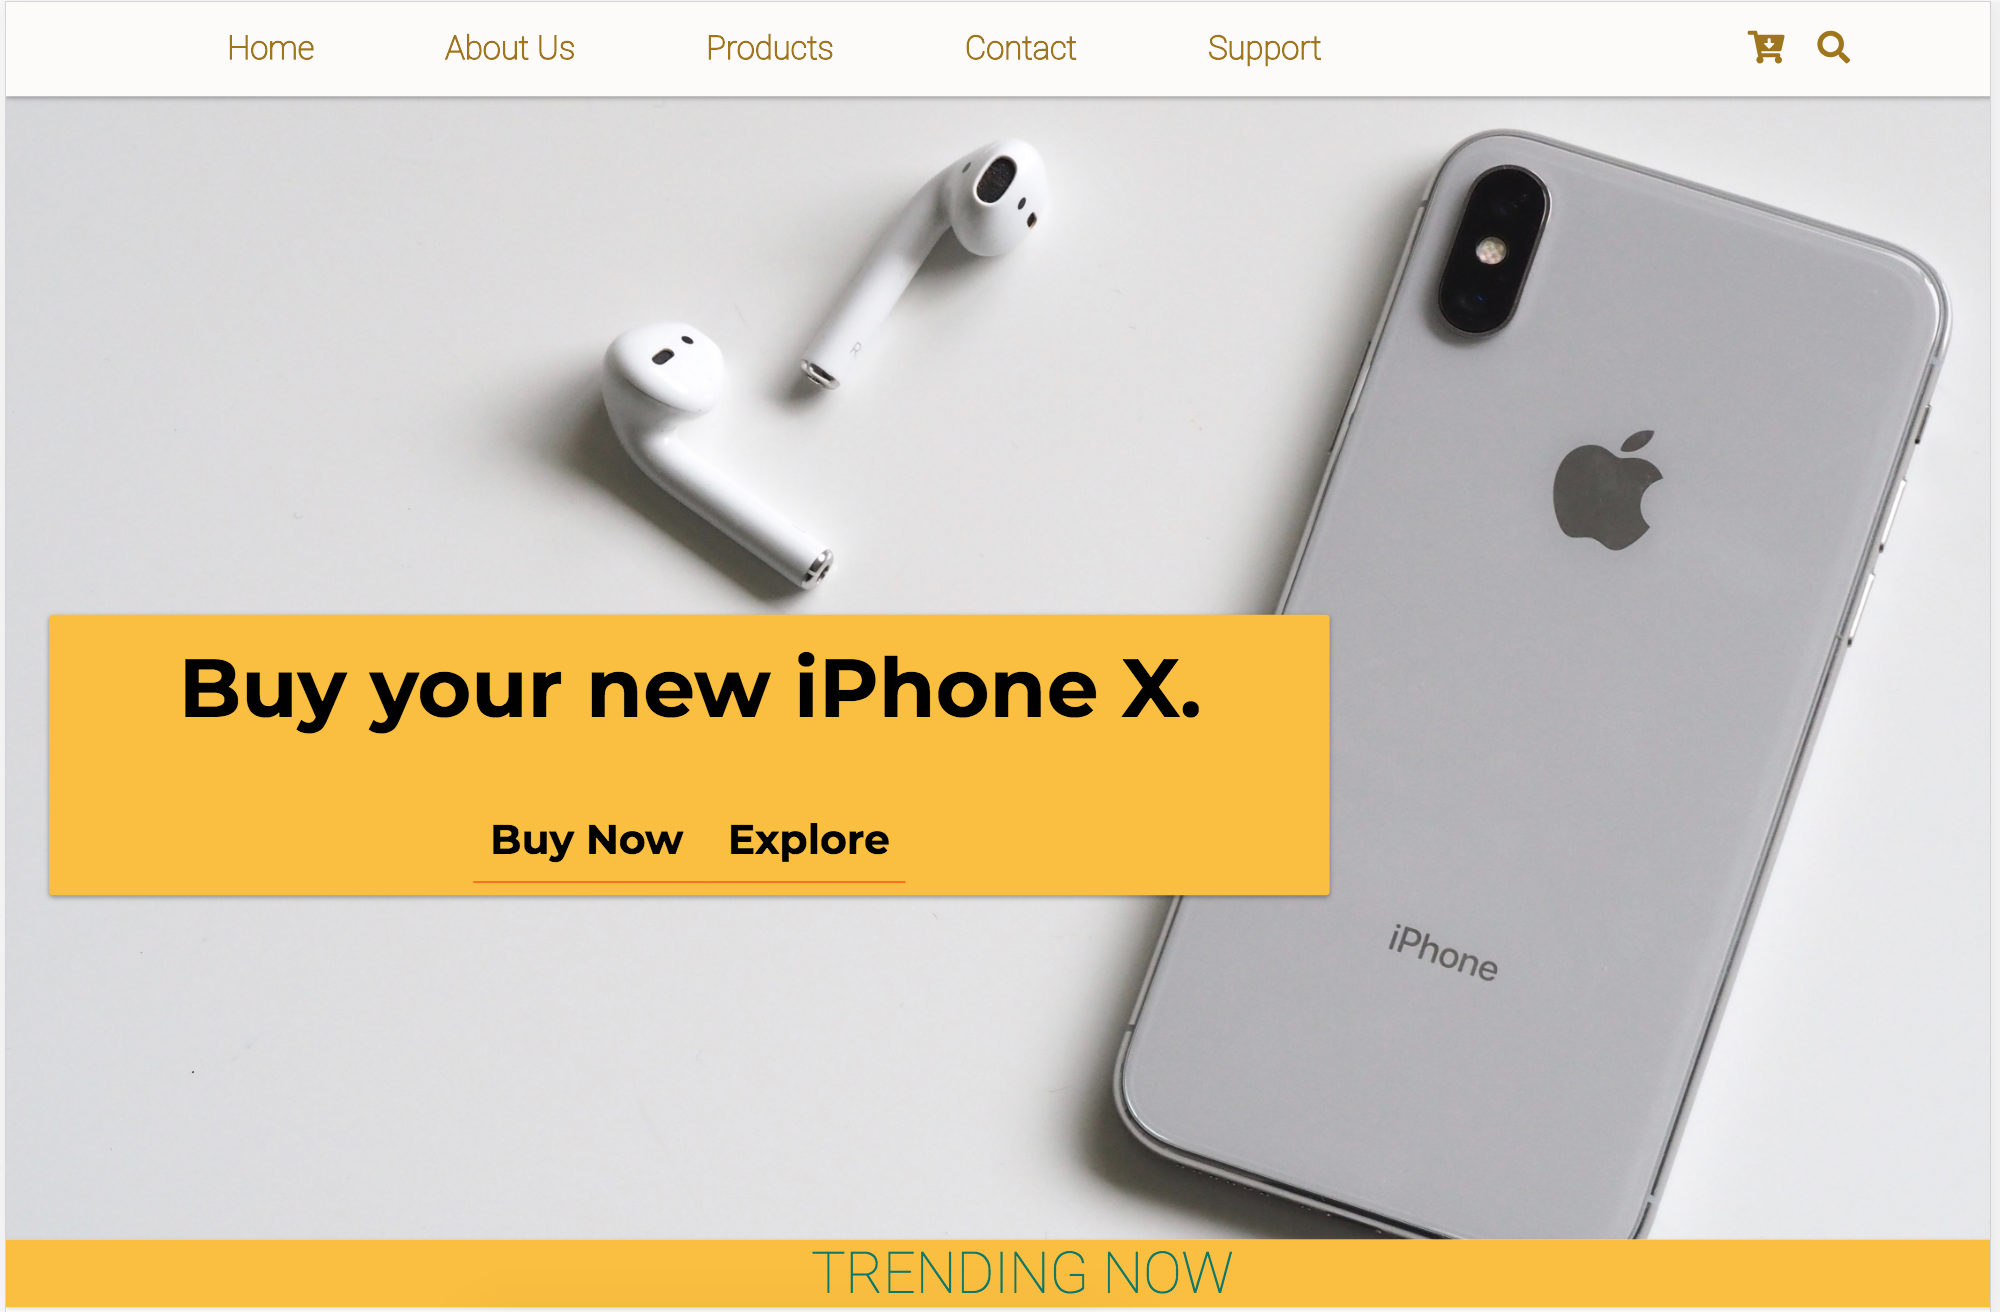 Home About Us Products Contact Support
R
Buy your new iPhone X.
Buy Now Explore
iPhone
TRENDING NOW